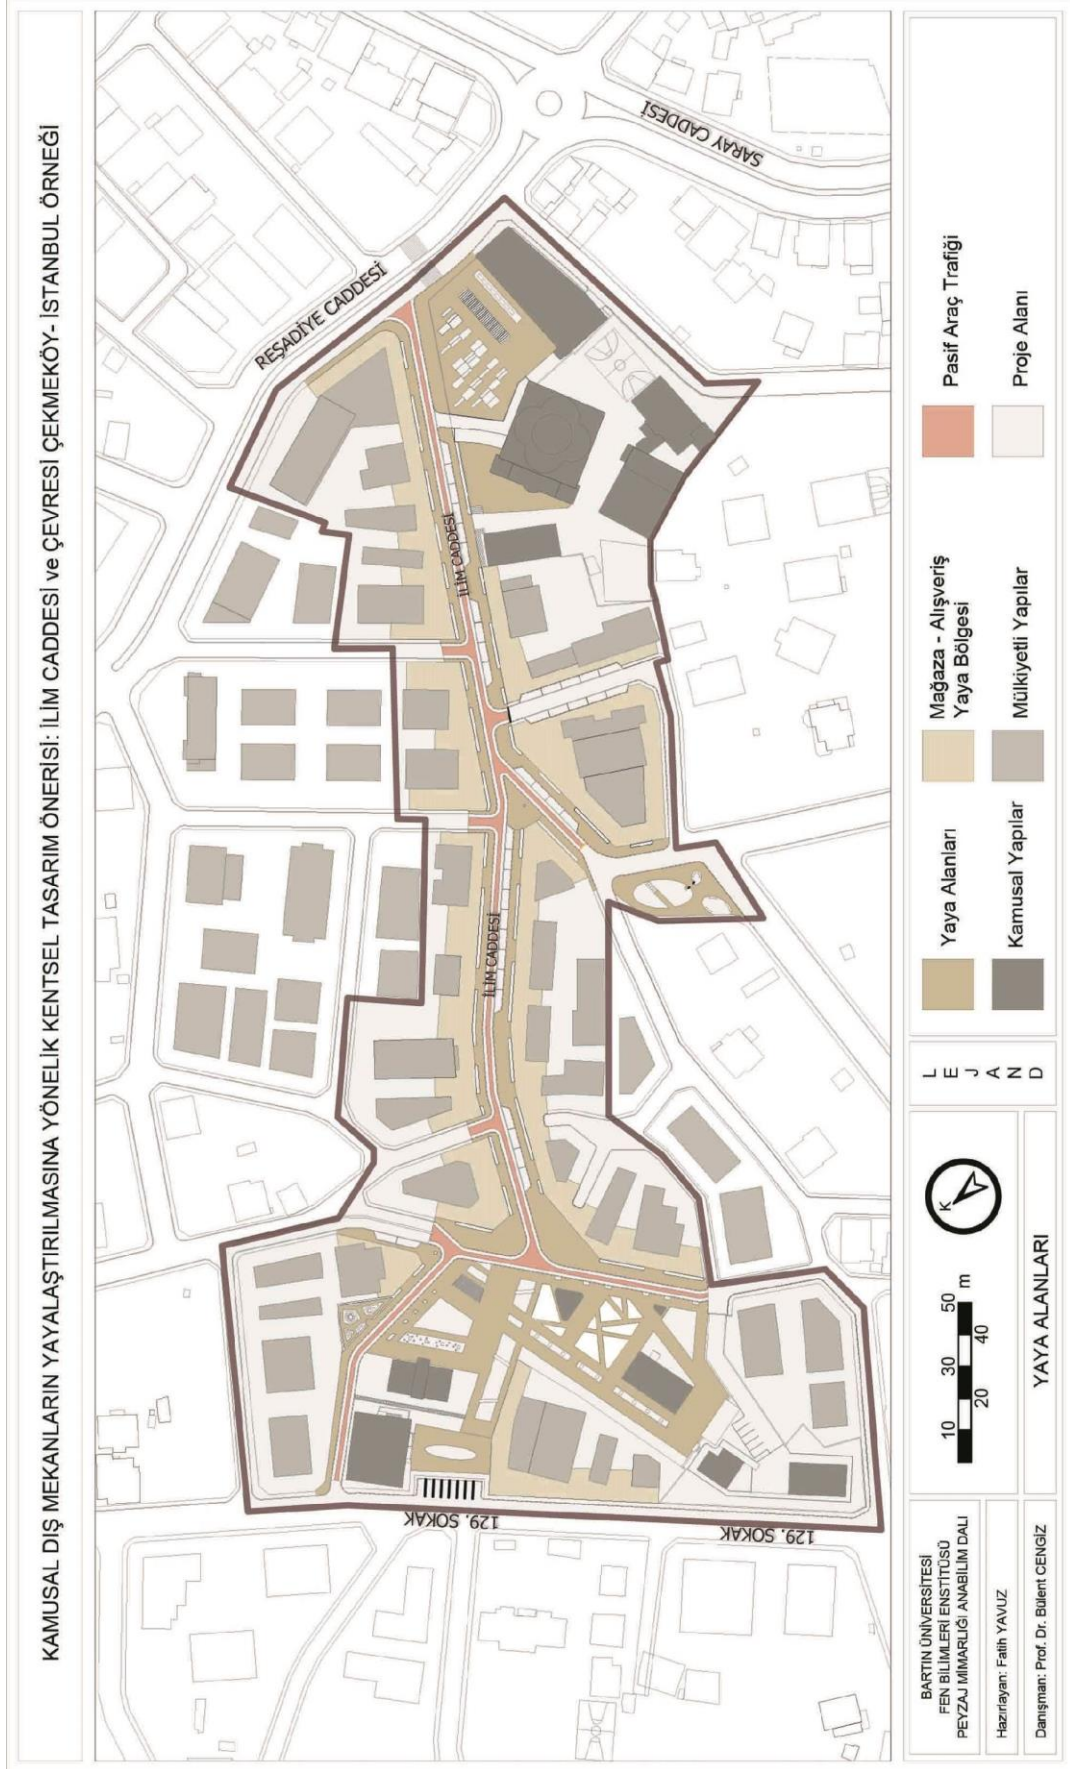 KAMUSAL DIŞ MEKANLARIN YAYALAŞTIRILMASINA YÖNELİK KENTSEL TASARIM ÖNERİSİ: İLİM CADDESİ ve ÇEVRESİ ÇEKMEKÖY- İSTANBUL ÖRNEĞİ
REŞADİYE CADDESİ
SARAY CADDESİ
İLİM CADDESİ
İLİM CADDESİ
129. SOKAK
129. SOKAK
BARTIN ÜNİVERSİTESİ
FEN BİLİMLERİ ENSTİTÜSÜ
PEYZAJ MİMARLIĞI ANABİLİM DALI
Hazırlayan: Fatih YAVUZ
Danışman: Prof. Dr. Bülent CENGİZ
10 30 50 m
20 40
K
YAYA ALANLARI
LEJAND
Yaya Alanları
Mağaza - Alışveriş
Yaya Bölgesi
Pasif Araç Trafiği
Kamusal Yapılar
Mülkiyetli Yapılar
Proje Alanı